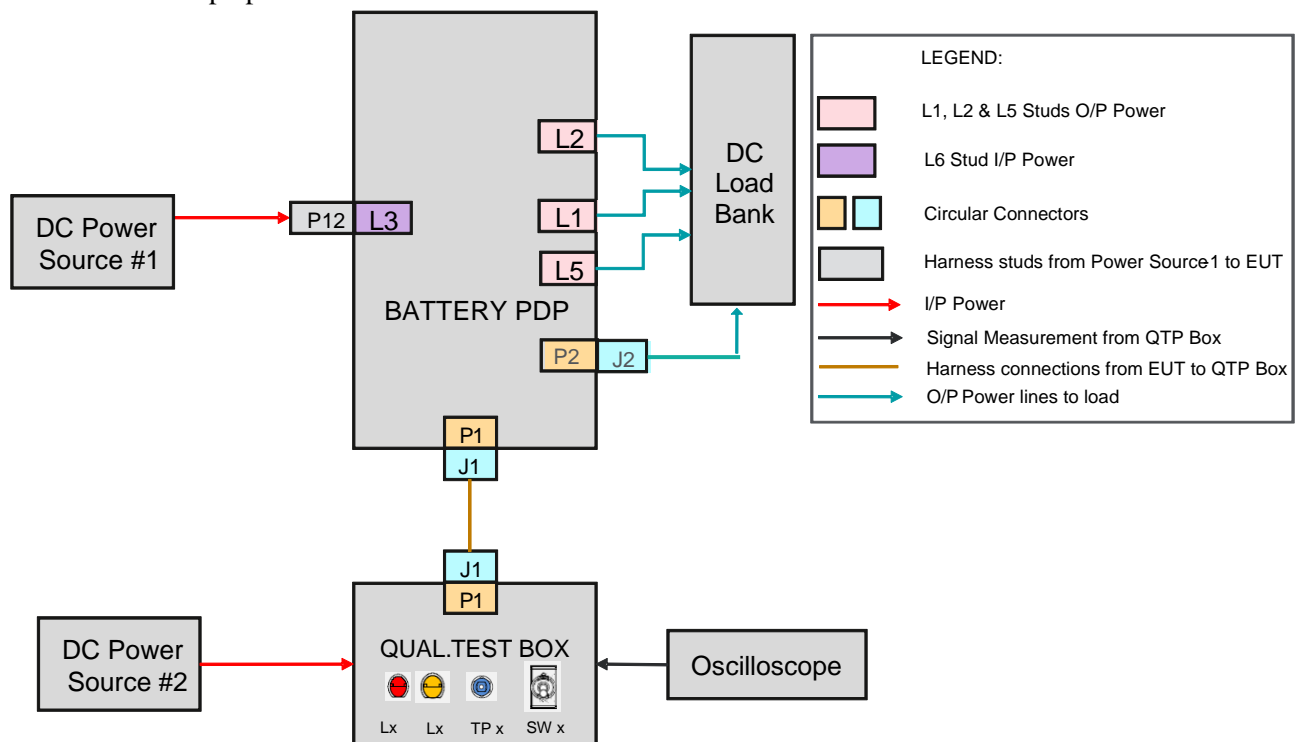 L2
DC
Load
Bank
DC Power
Source #1
P12
L3
L1
L5
BATTERY PDP
P2
J2
P1
J1
J1
P1
DC Power
Source #2
QUAL.TEST BOX
Lx
Lx
TP x
SW x
Oscilloscope
LEGEND:
L1, L2 & L5 Studs O/P Power
L6 Stud I/P Power
Circular Connectors
Harness studs from Power Source1 to EUT
I/P Power
Signal Measurement from QTP Box
Harness connections from EUT to QTP Box
O/P Power lines to load